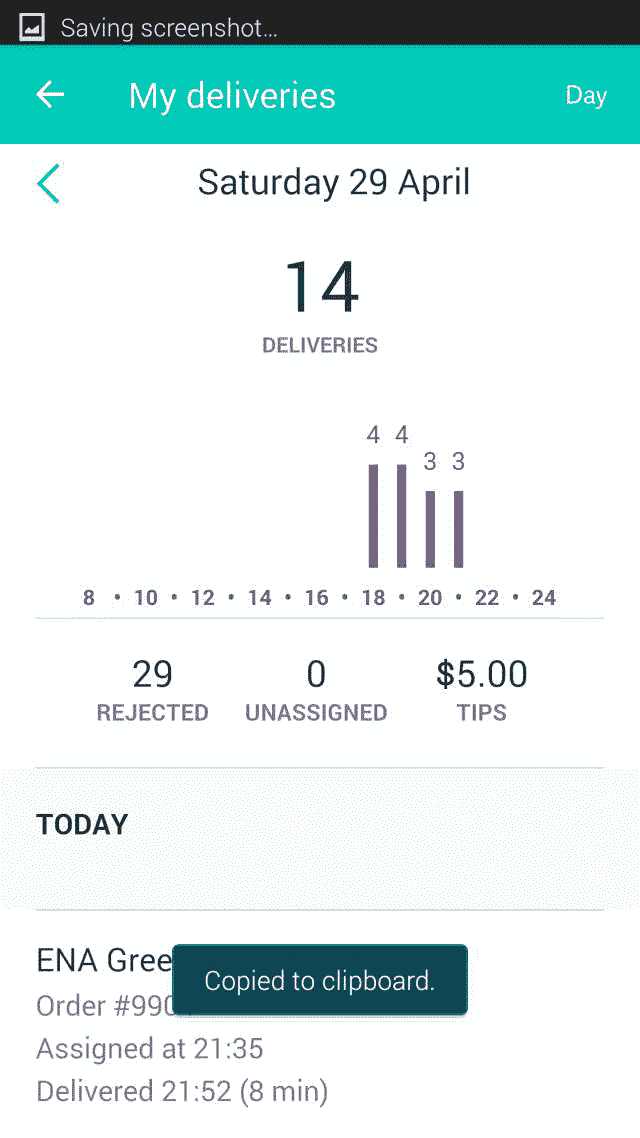 Saving screenshot...
My deliveries
Day
Saturday 29 April
14
DELIVERIES
4 4 3 3
8 • 10 • 12 • 14 • 16 • 18 • 20 • 22 • 24
29 0 $5.00
REJECTED UNASSIGNED TIPS
TODAY
ENA Gree
Copied to clipboard.
Order #990
Assigned at 21:35
Delivered 21:52 (8 min)